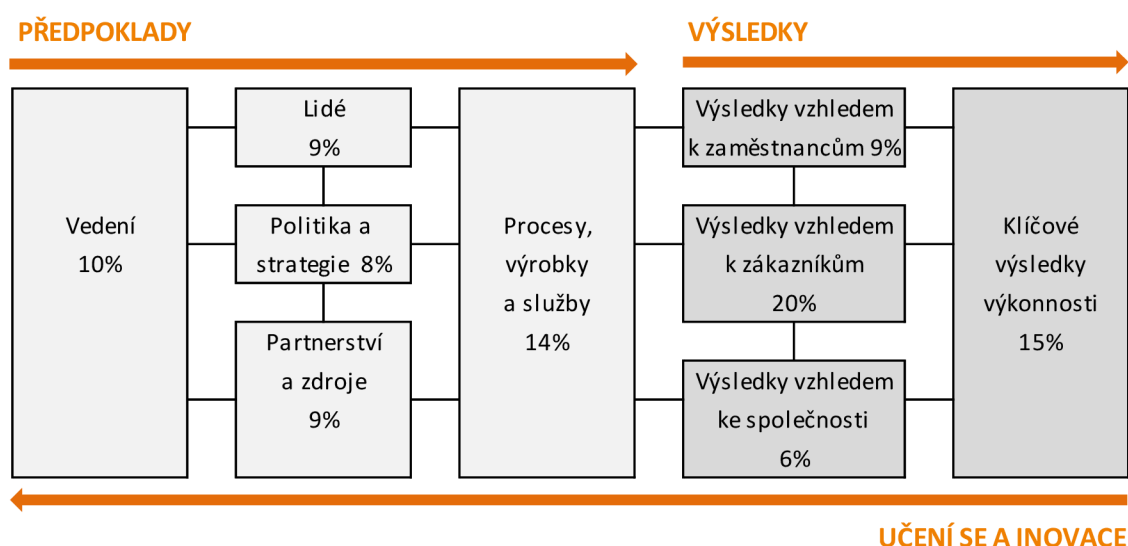 PŘEDPOKLADY
VÝSLEDKY
Vedení
10%
Lidé
9%
Politika a
strategie 8%
Partnerství
a zdroje
9%
Procesy,
výrobky
a služby
14%
Výsledky vzhledem
k zaměstnancům 9%
Výsledky vzhledem
k zákazníkům
20%
Výsledky vzhledem
ke společnosti
6%
Klíčové
výsledky
výkonnosti
15%
UČENÍ SE A INOVACE